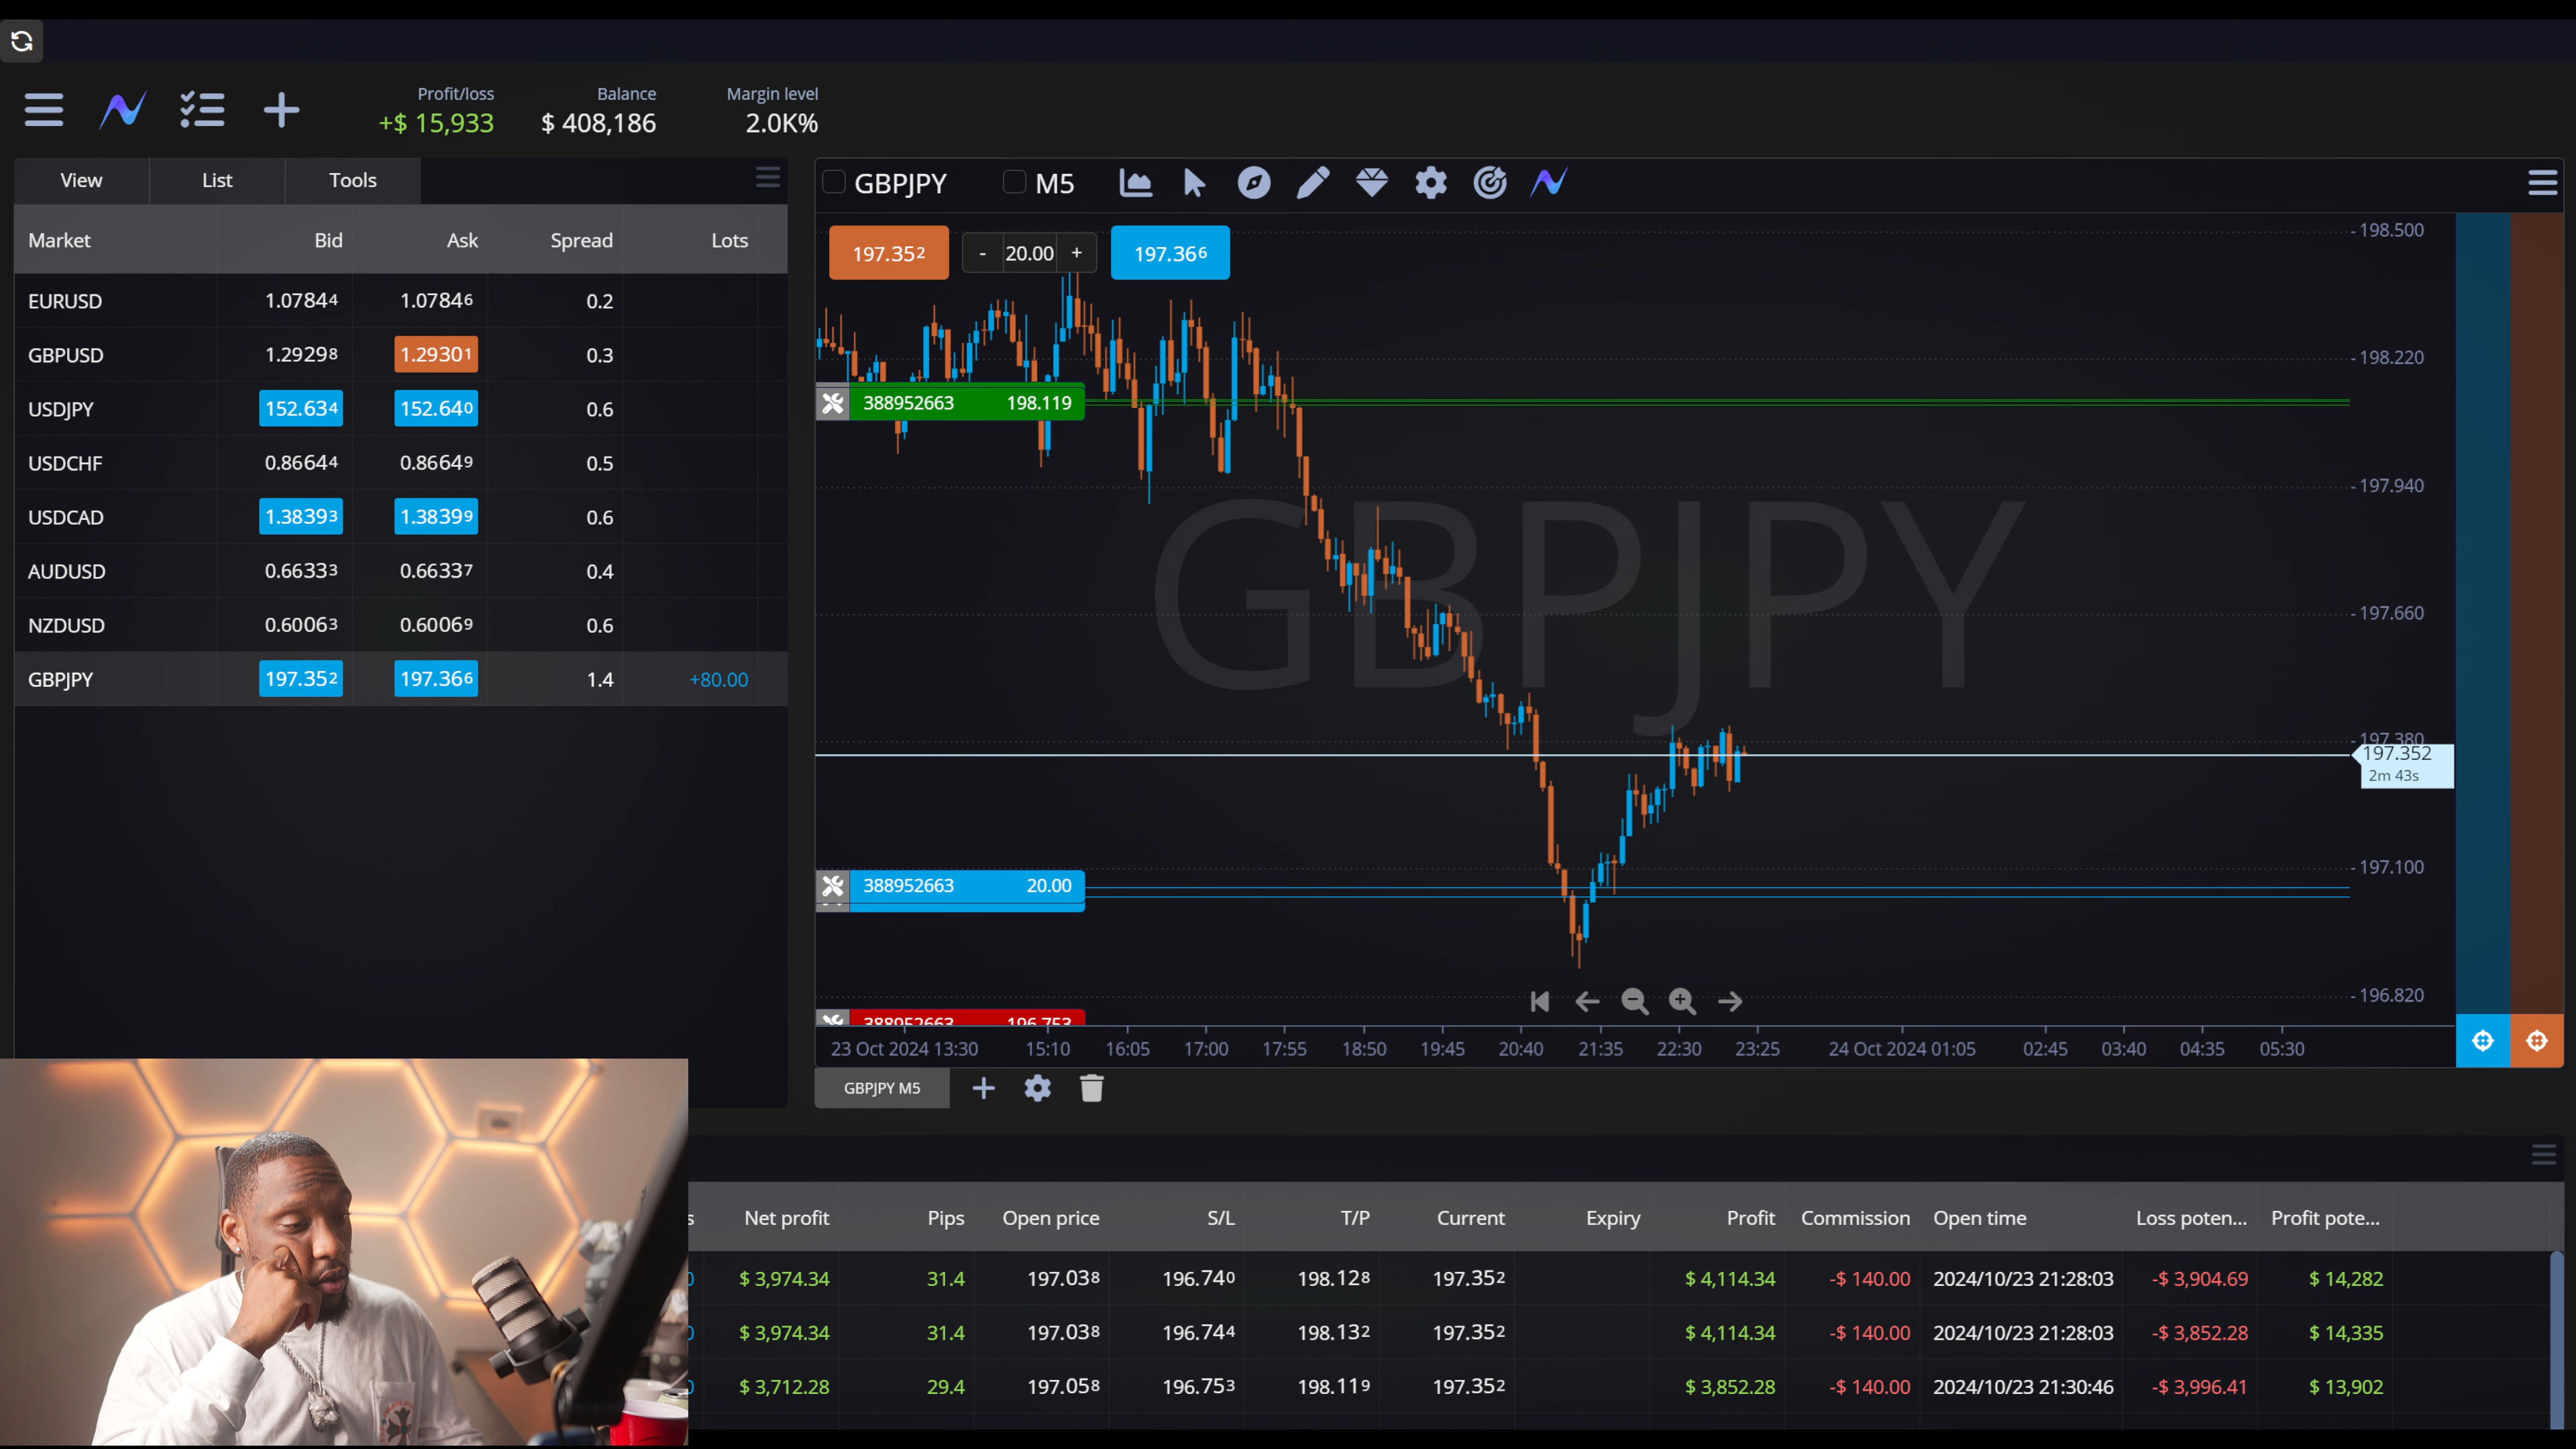 Profit/loss Balance Margin level
+$ 15,933 $ 408,186 2.0K%
View List Tools
Market Bid Ask Spread Lots
EURUSD 1.07844 1.07846 0.2
GBPUSD 1.29298 1.29301 0.3
USDJPY 152.634 152.640 0.6
USDCHF 0.86644 0.86649 0.5
USDCAD 1.38393 1.38399 0.6
AUDUSD 0.66333 0.66337 0.4
NZDUSD 0.60063 0.60069 0.6
GBPJPY 197.352 197.366 1.4 +80.00
GBPJPY M5
197.352 - 20.00 + 197.366
198.500
198.220
388952663 198.119
197.940
GBPJPY
197.660
197.380
197.352
2m 43s
197.100
388952663 20.00
196.820
388952663 196.753
23 Oct 2024 13:30 15:10 16:05 17:00 17:55 18:50 19:45 20:40 21:35 22:30 23:25 24 Oct 2024 01:05 02:45 03:40 04:35 05:30
GBPJPY M5
s Net profit Pips Open price S/L T/P Current Expiry Profit Commission Open time Loss poten... Profit pote...
0 $ 3,974.34 31.4 197.038 196.740 198.128 197.352 $ 4,114.34 -$ 140.00 2024/10/23 21:28:03 -$ 3,904.69 $ 14,282
0 $ 3,974.34 31.4 197.038 196.744 198.132 197.352 $ 4,114.34 -$ 140.00 2024/10/23 21:28:03 -$ 3,852.28 $ 14,335
0 $ 3,712.28 29.4 197.058 196.753 198.119 197.352 $ 3,852.28 -$ 140.00 2024/10/23 21:30:46 -$ 3,996.41 $ 13,902